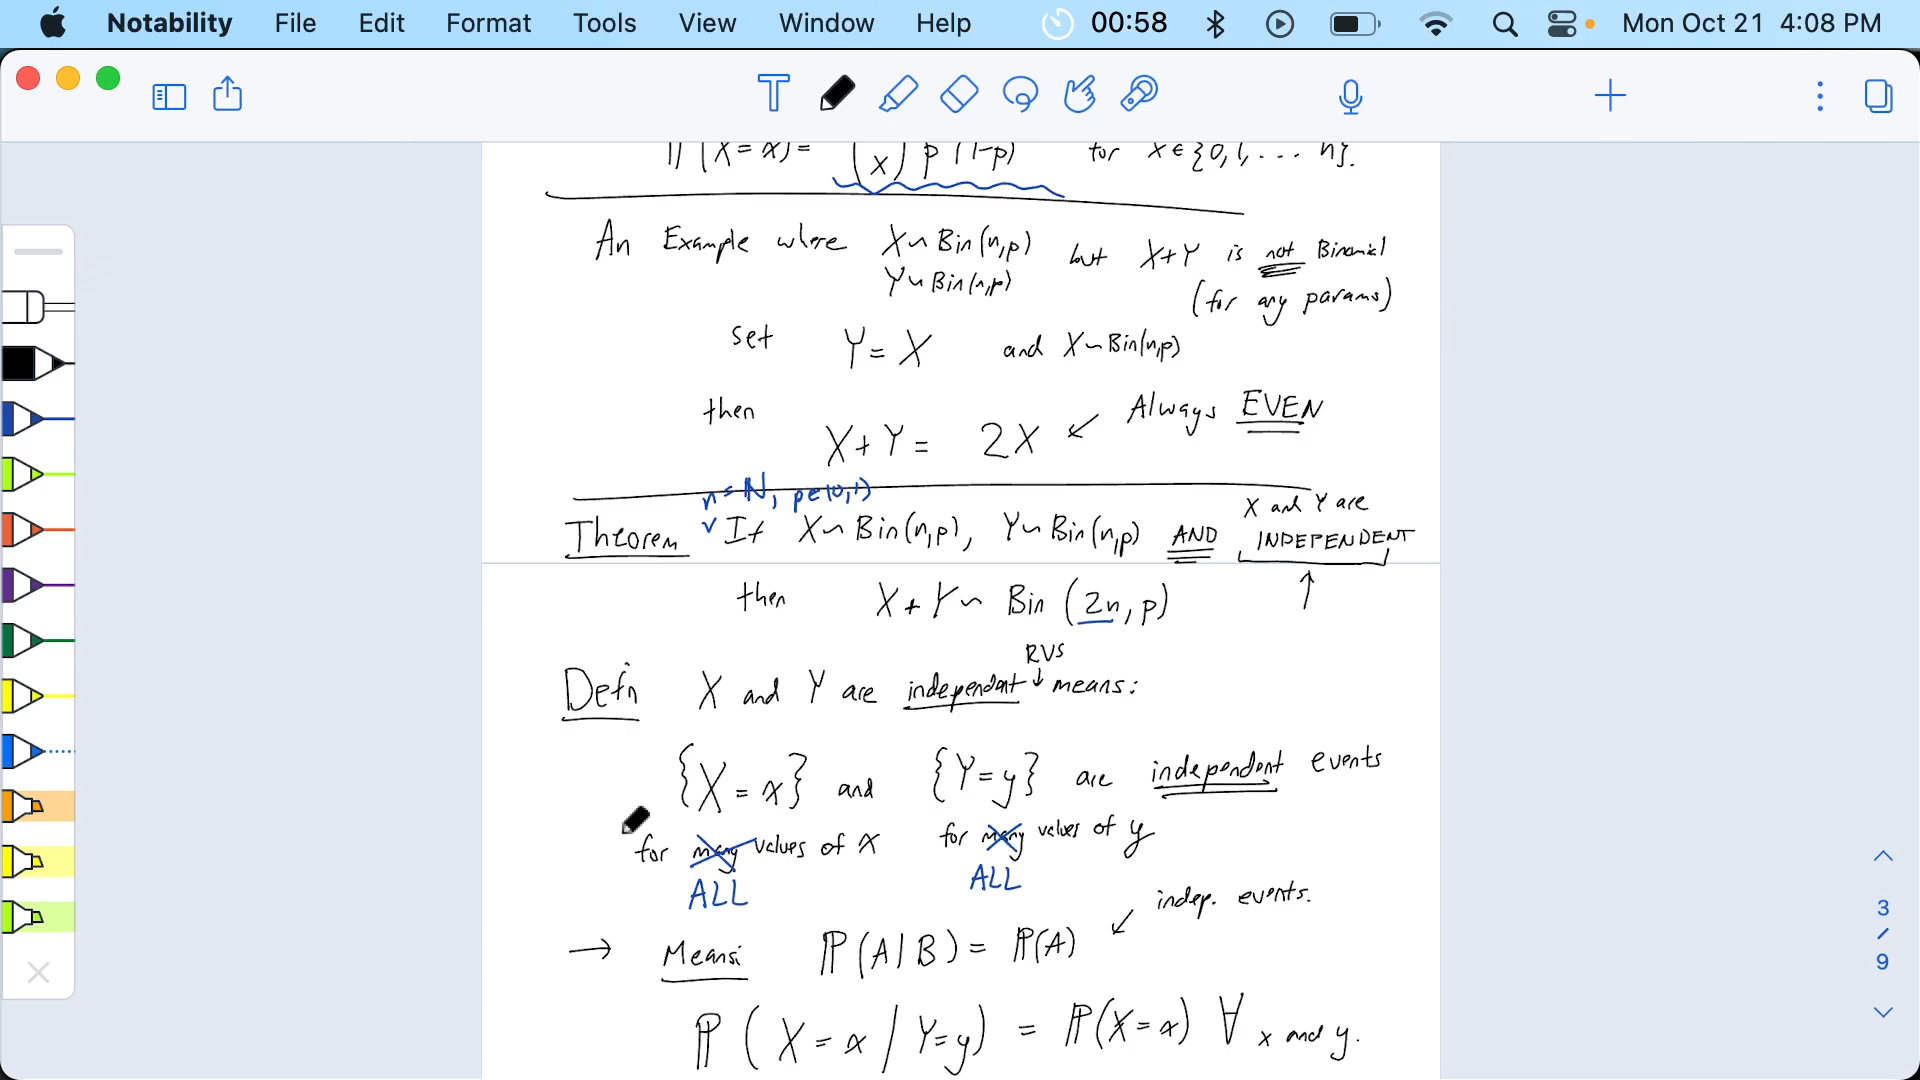 Notability File Edit Format Tools View Window Help 00:58 Mon Oct 21 4:08 PM
ℙ(X=x)= (x) p (1-p) for x∈{0,1,... n}.
An Example where X~Bin(n,p) but X+Y is not Binomial
Y~Bin(n,p) (for any params)
set Y=X and X~Bin(n,p)
then X+Y= 2X ↙ Always EVEN
n=ℕ, p∈(0,1)
Theorem If X~Bin(n,p), Y~Bin(n,p) AND X and Y are INDEPENDENT
then X+Y~ Bin(2n,p) ↑
RVS
Defn X and Y are independent ↓ means:
{X=x} and {Y=y} are independent events
for many values of x for many values of y
ALL ALL
→ Means: ℙ(A|B)= ℙ(A) ↙ indep. events.
ℙ(X=x|Y=y) = ℙ(X=x) ∀ x and y.
3
/
9